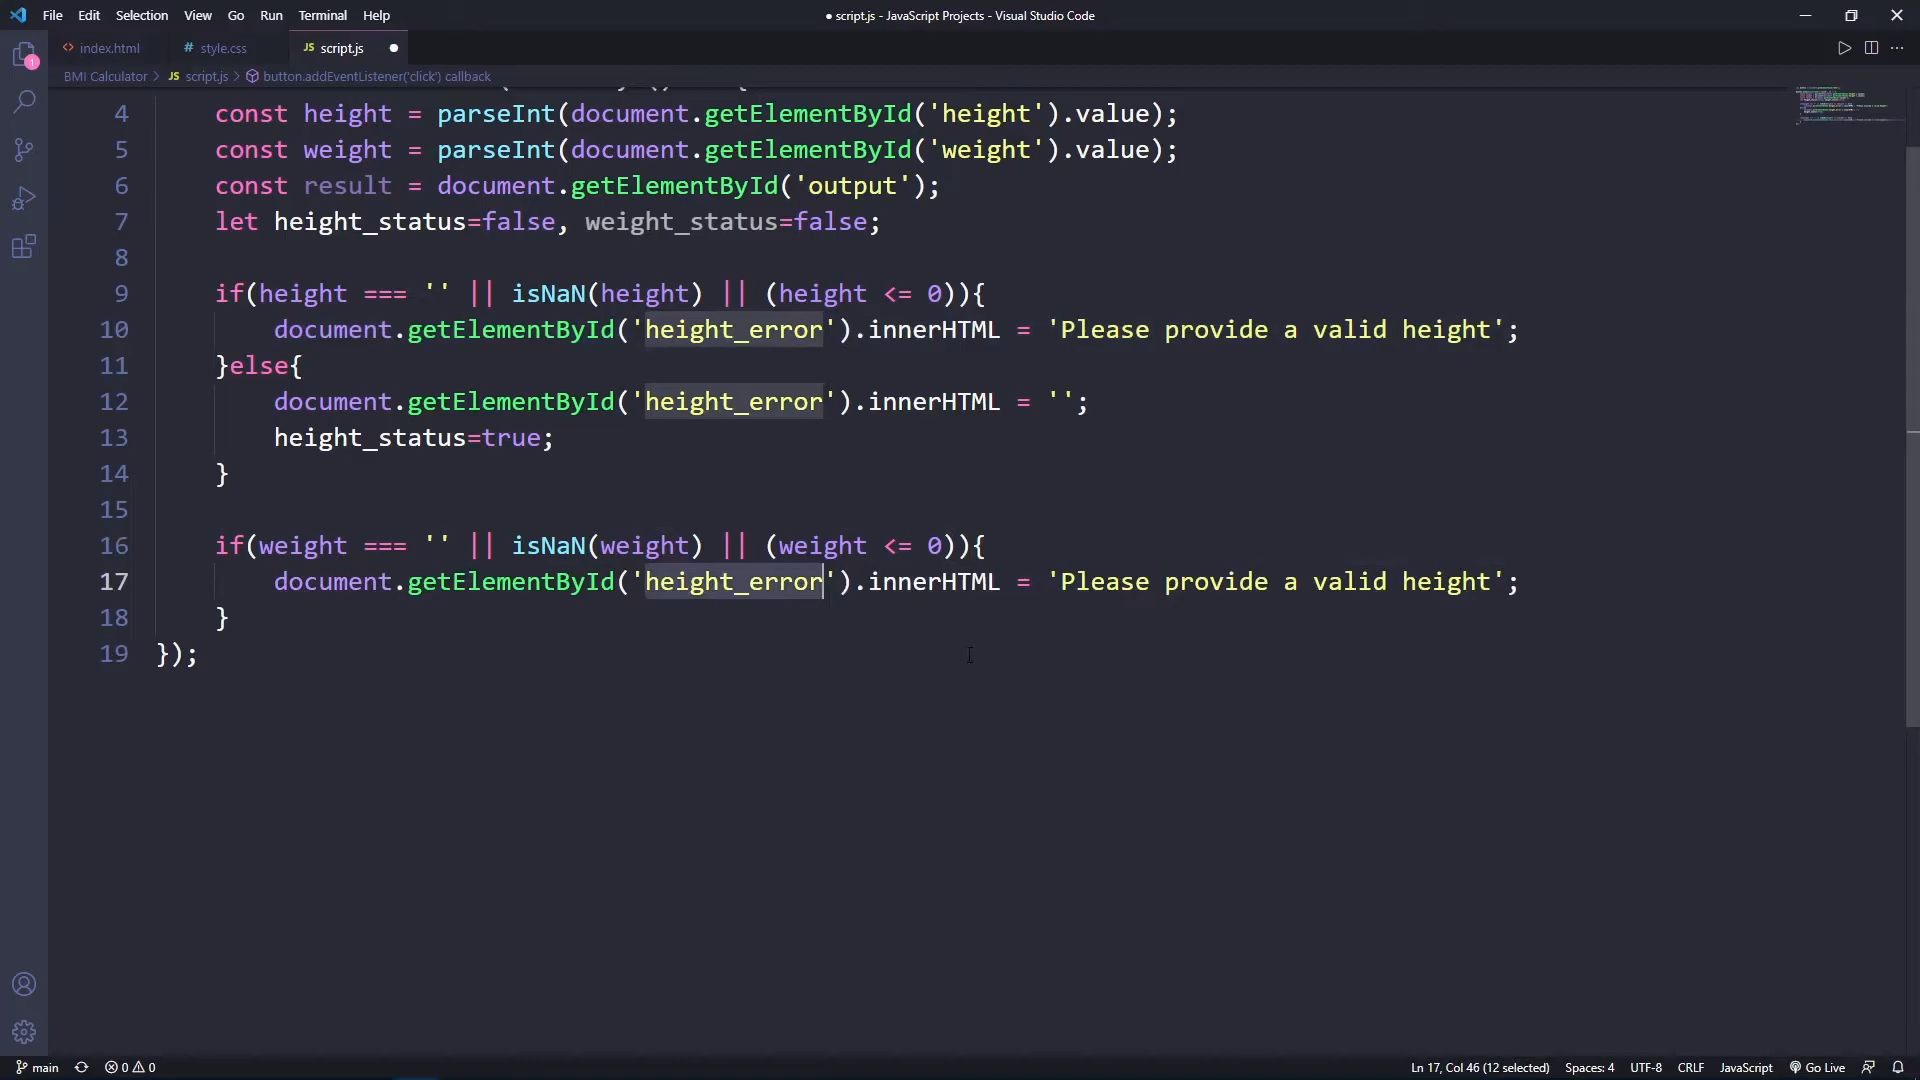 File Edit Selection View Go Run Terminal Help
● script.js - JavaScript Projects - Visual Studio Code
index.html # style.css JS script.js
BMI Calculator > JS script.js > button.addEventListener('click') callback
1
4 const height = parseInt(document.getElementById('height').value);
5 const weight = parseInt(document.getElementById('weight').value);
6 const result = document.getElementById('output');
7 let height_status=false, weight_status=false;
8
9 if(height === '' || isNaN(height) || (height <= 0)){
10 document.getElementById('height_error').innerHTML = 'Please provide a valid height';
11 }else{
12 document.getElementById('height_error').innerHTML = '';
13 height_status=true;
14 }
15
16 if(weight === '' || isNaN(weight) || (weight <= 0)){
17 document.getElementById('height_error').innerHTML = 'Please provide a valid height';
18 }
19 });
main 0 0 Ln 17, Col 46 (12 selected) Spaces: 4 UTF-8 CRLF JavaScript Go Live